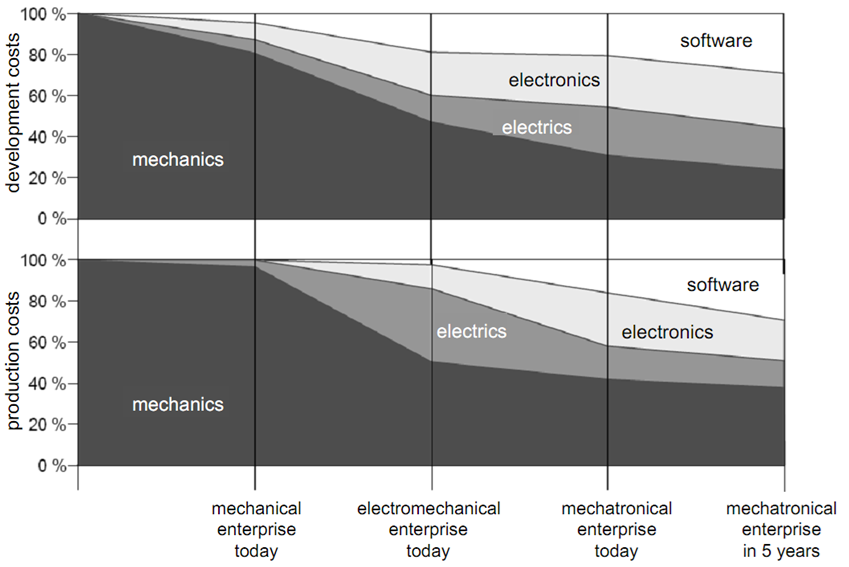 development costs
100 %
80 %
60 %
40 %
20 %
0 %
software
electronics
electrics
mechanics
production costs
100 %
80 %
60 %
40 %
20 %
0 %
software
electrics
electronics
mechanics
mechanical
enterprise
today
electromechanical
enterprise
today
mechatronical
enterprise
today
mechatronical
enterprise
in 5 years